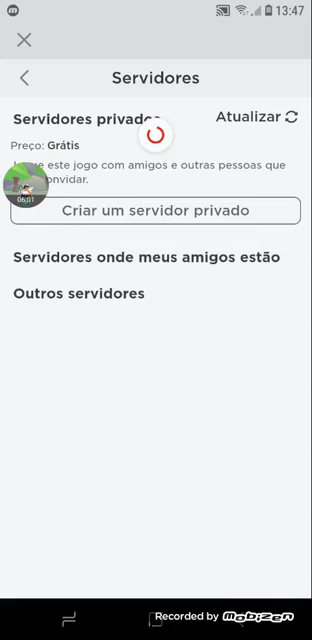 13:47
Servidores
Servidores privados
Atualizar
Preço: Grátis
este jogo com amigos e outras pessoas que
convidar.
06:01
Criar um servidor privado
Servidores onde meus amigos estão
Outros servidores
Recorded by mobizen